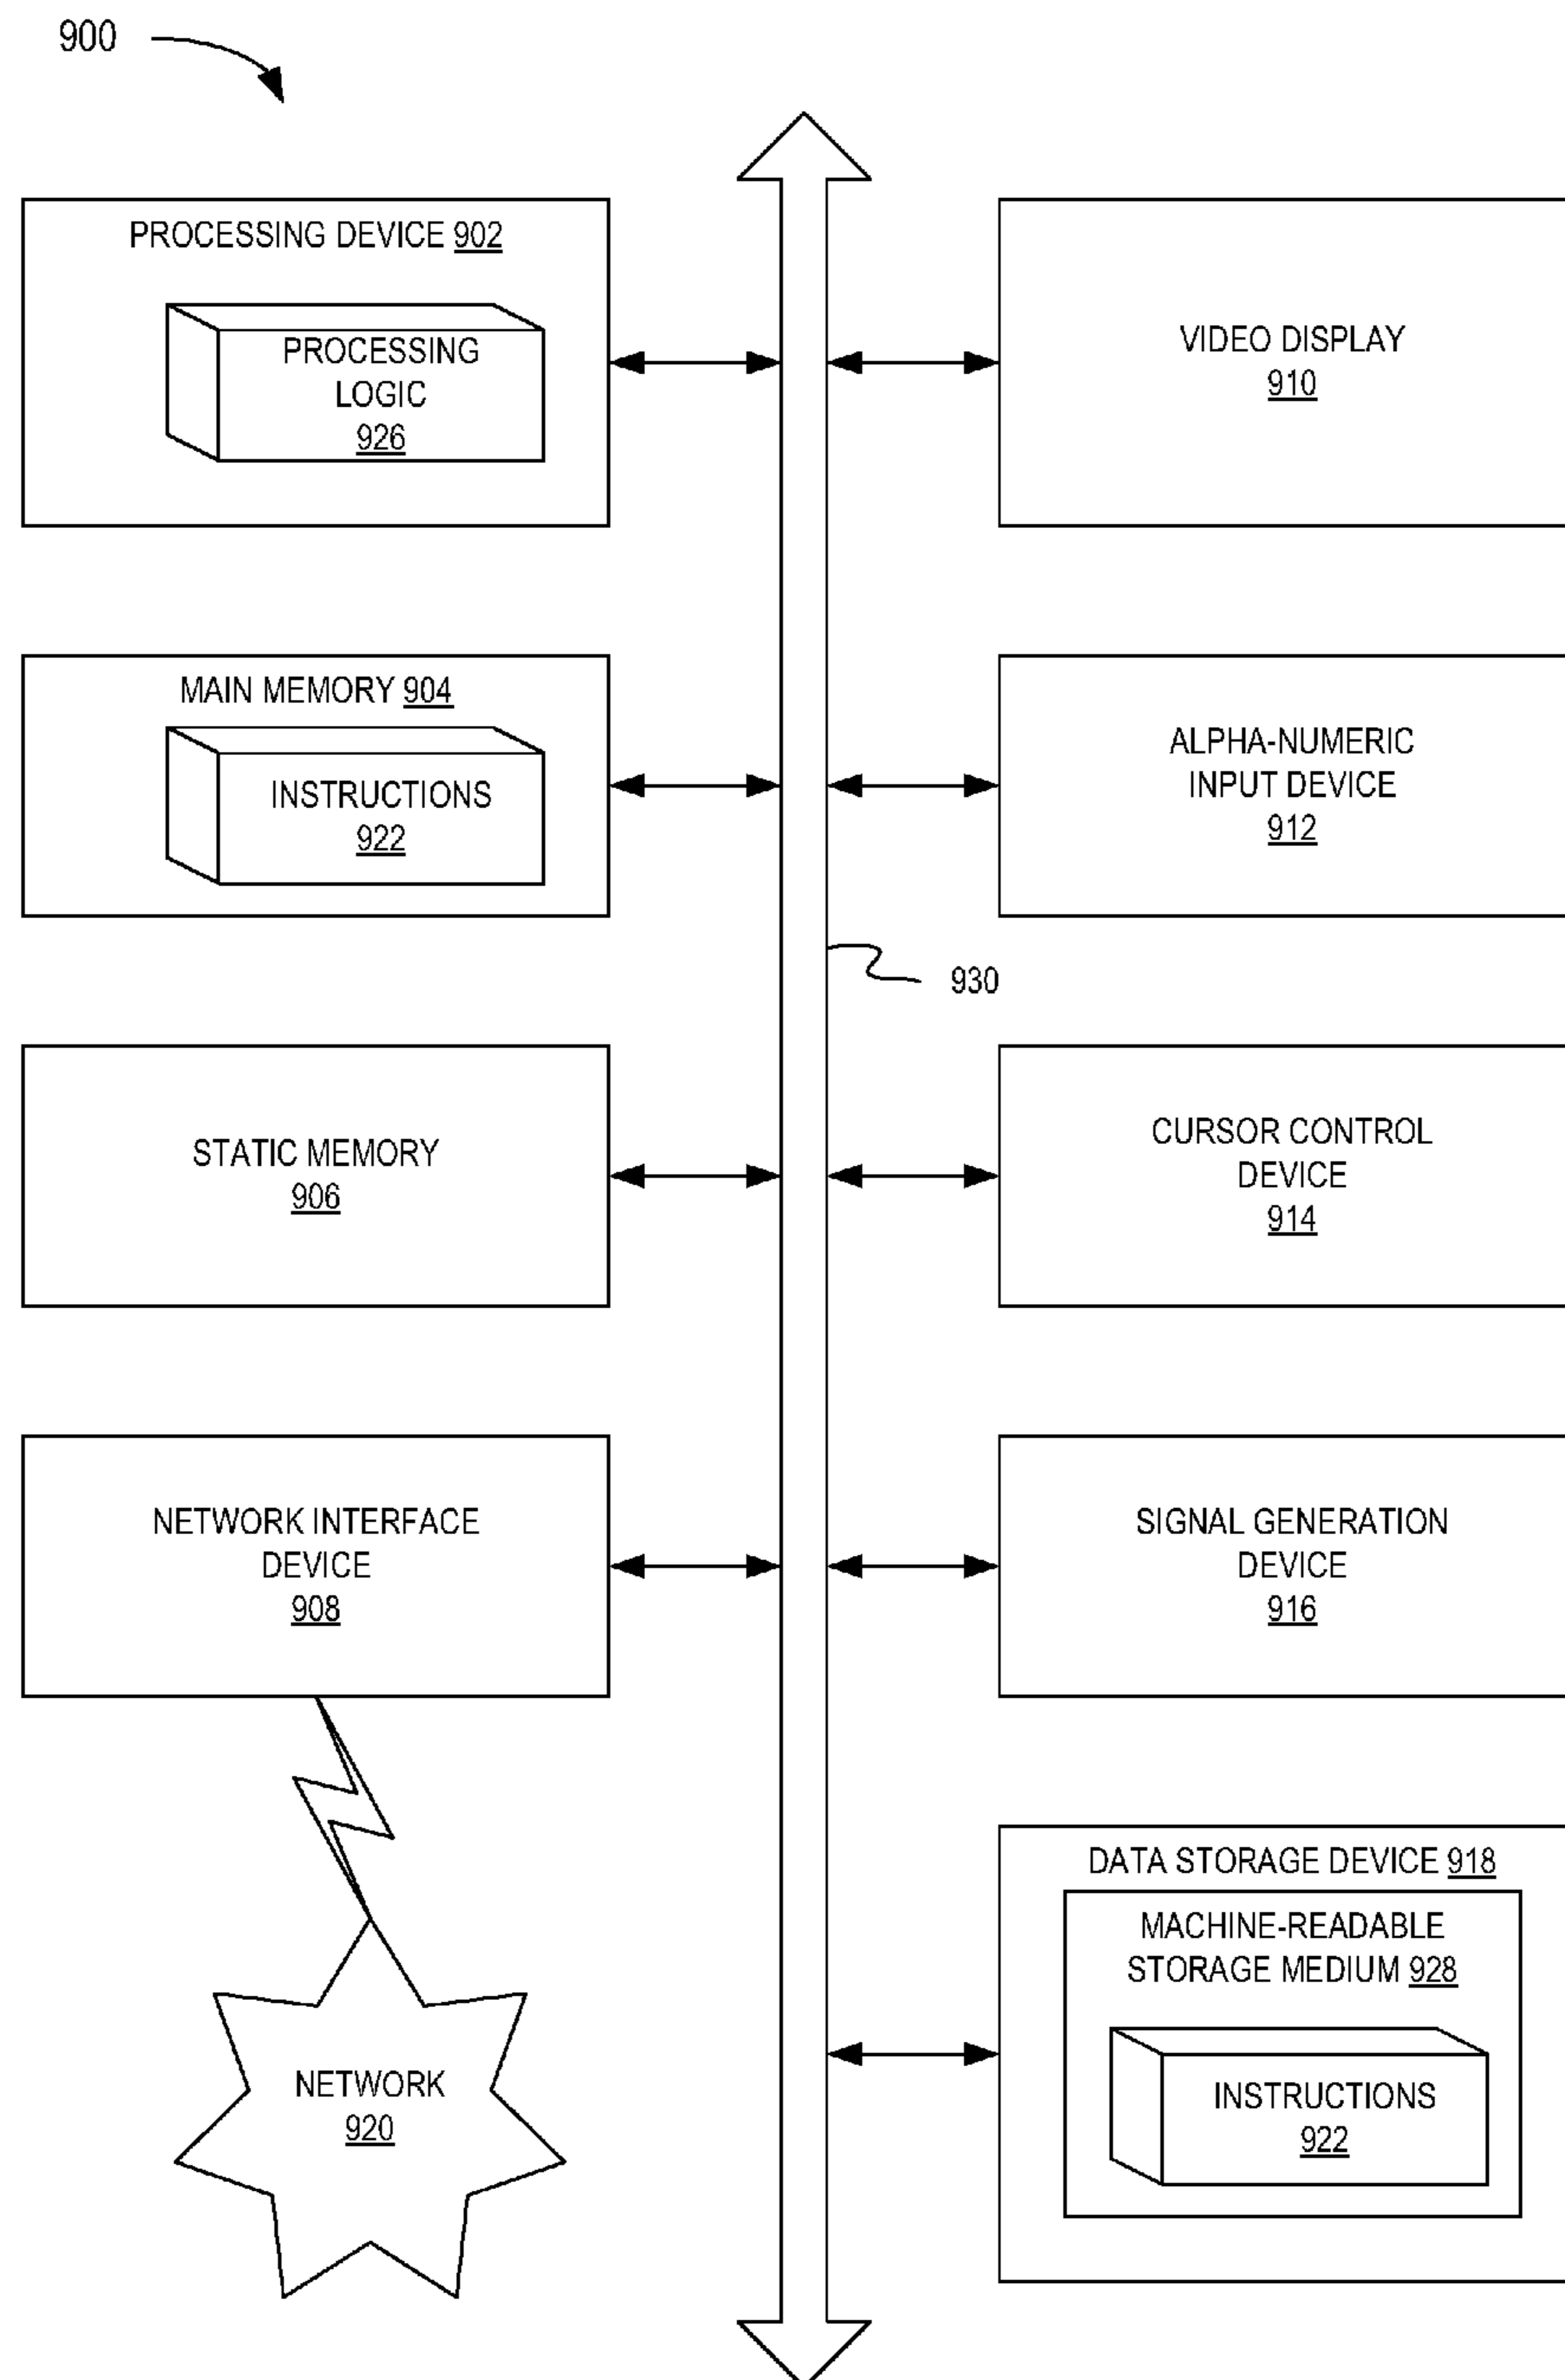 900
PROCESSING DEVICE 902
PROCESSING
LOGIC
926
MAIN MEMORY 904
INSTRUCTIONS
922
STATIC MEMORY
906
NETWORK INTERFACE
DEVICE
908
NETWORK
920
930
VIDEO DISPLAY
910
ALPHA-NUMERIC
INPUT DEVICE
912
CURSOR CONTROL
DEVICE
914
SIGNAL GENERATION
DEVICE
916
DATA STORAGE DEVICE 918
MACHINE-READABLE
STORAGE MEDIUM 928
INSTRUCTIONS
922